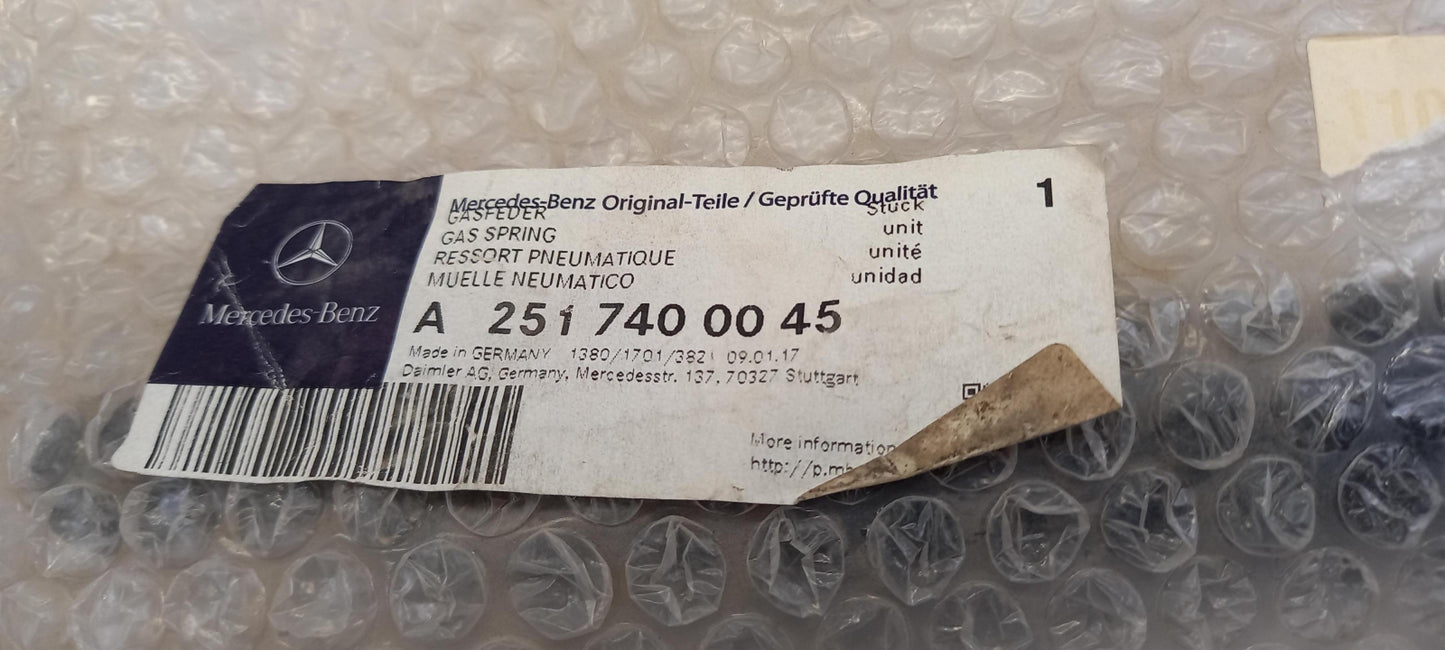 Mercedes-Benz Original-Teile / Geprüfte Qualität 1
GASFEDER Stück
GAS SPRING unit
RESSORT PNEUMATIQUE unité
MUELLE NEUMATICO unidad
Mercedes-Benz
A 251 740 00 45
Made in GERMANY 1380/1701/3821 09.01.17
Daimler AG, Germany, Mercedesstr. 137, 70327 Stuttgart
More information
http://p.mb